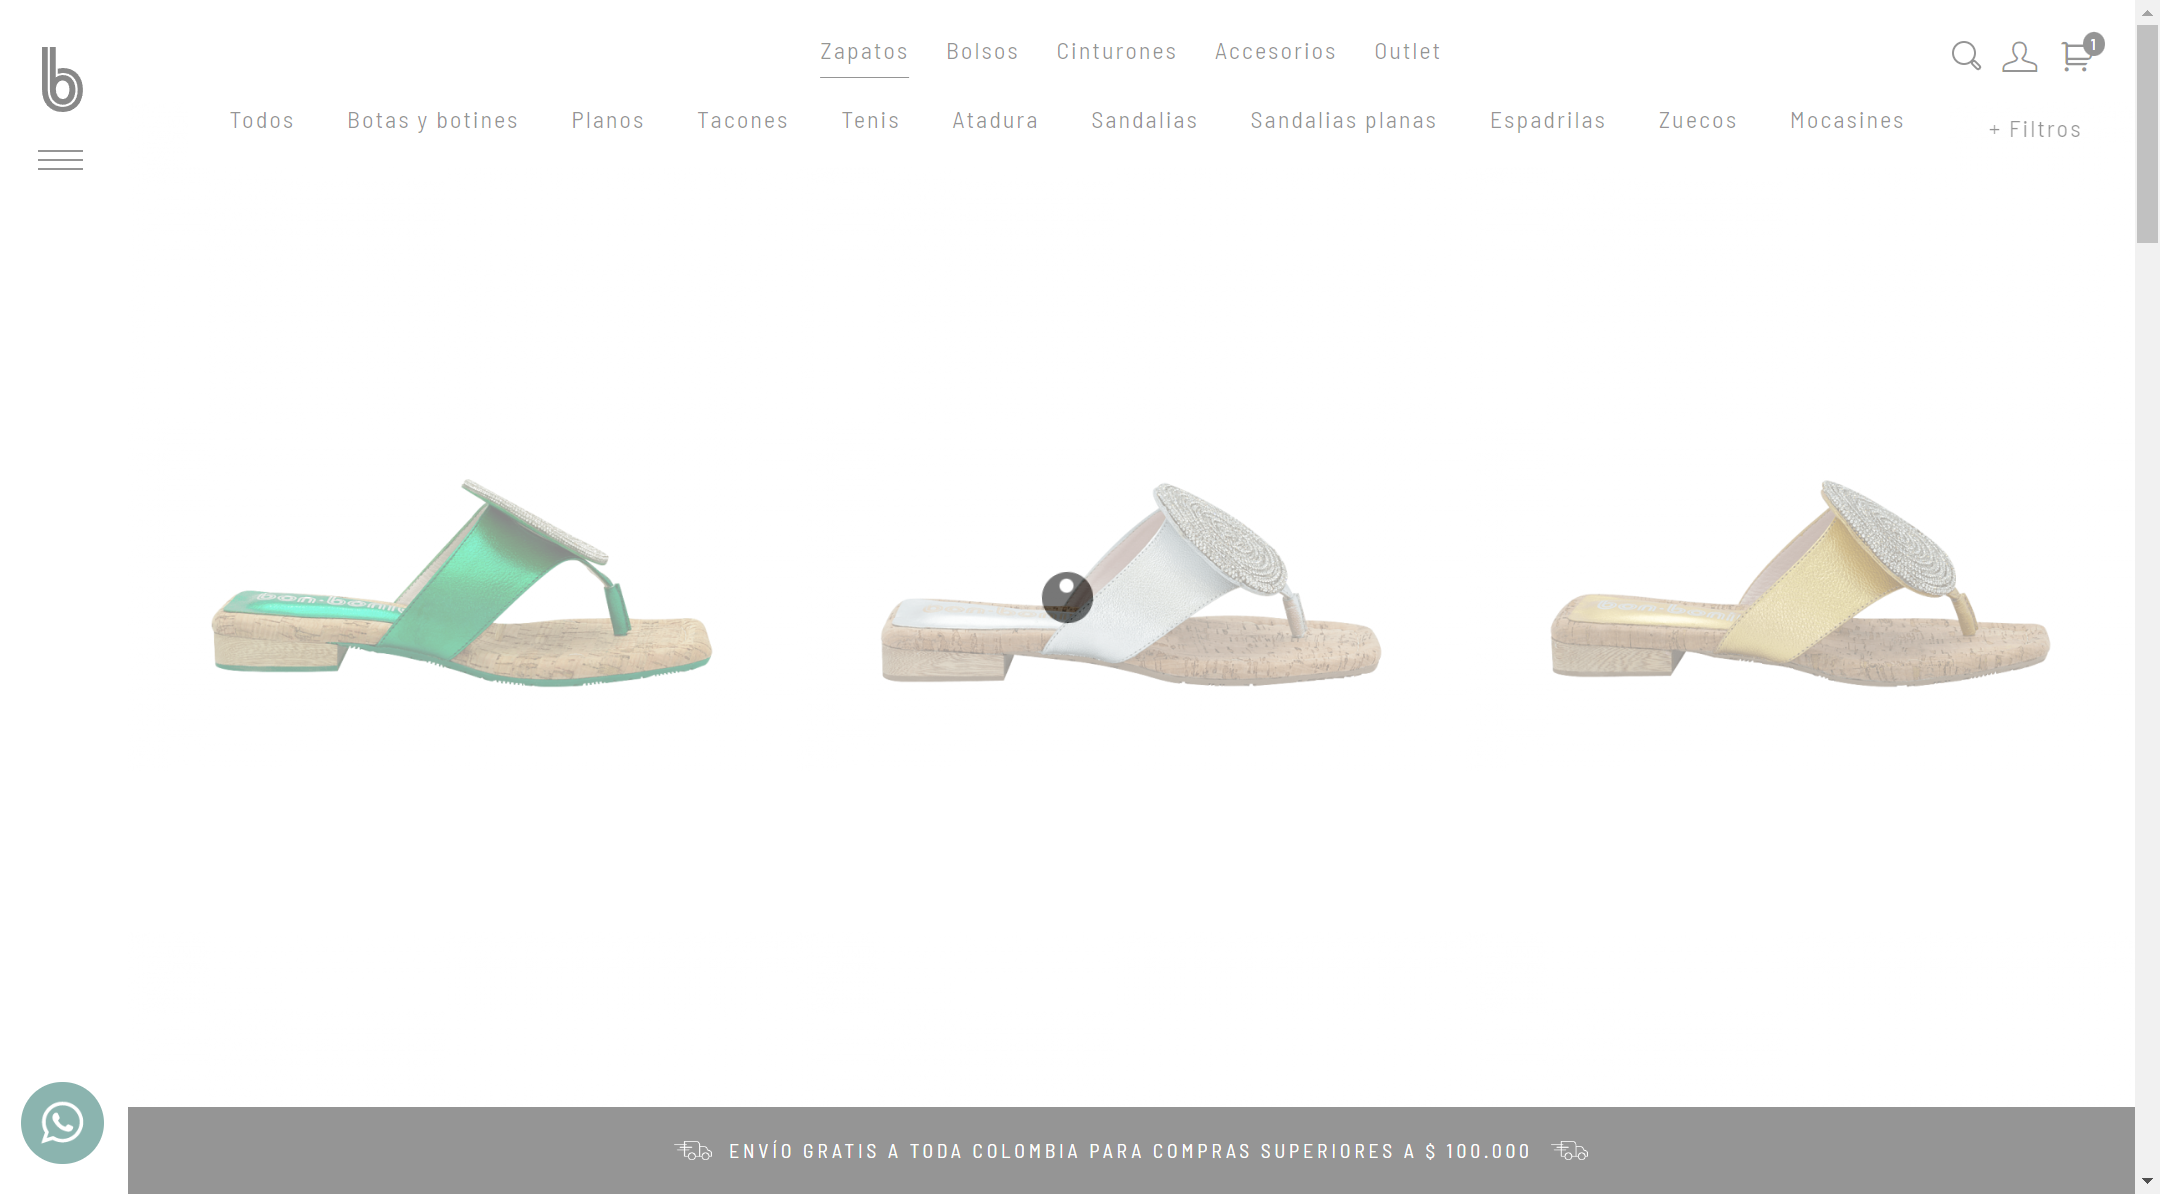 b
Zapatos Bolsos Cinturones Accesorios Outlet
1
Todos Botas y botines Planos Tacones Tenis Atadura Sandalias Sandalias planas Espadrilas Zuecos Mocasines + Filtros
ENVÍO GRATIS A TODA COLOMBIA PARA COMPRAS SUPERIORES A $ 100.000